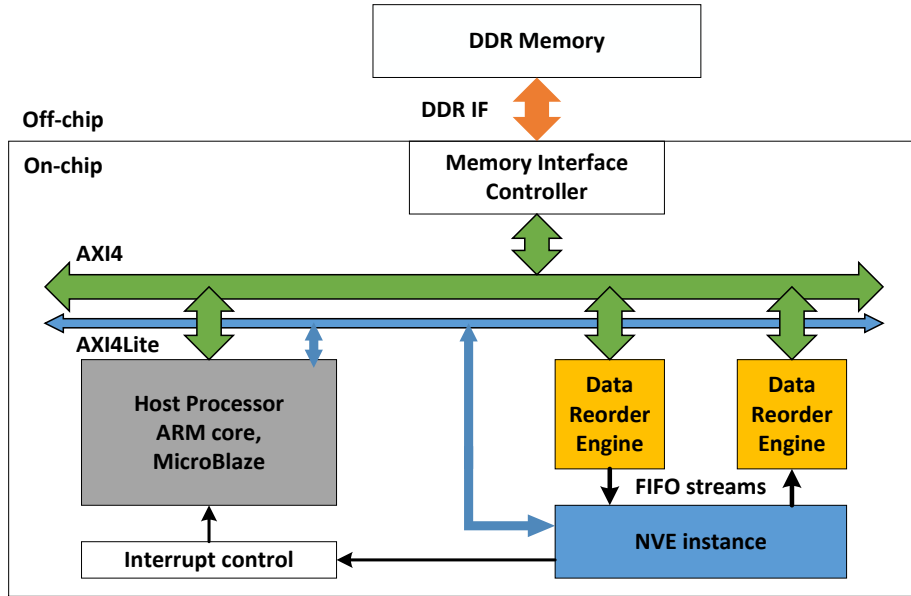 DDR Memory
DDR IF
Off-chip
On-chip
Memory Interface
Controller
AXI4
AXI4Lite
Host Processor
ARM core,
MicroBlaze
Data
Reorder
Engine
Data
Reorder
Engine
FIFO streams
NVE instance
Interrupt control